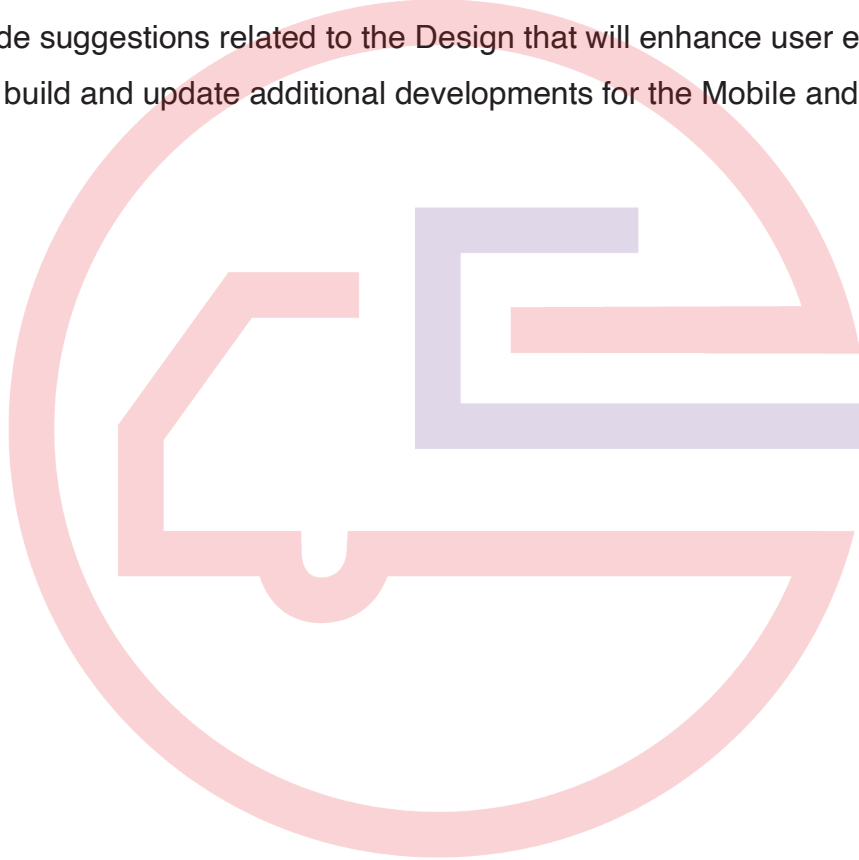 de suggestions related to the Design that will enhance user e
build and update additional developments for the Mobile and